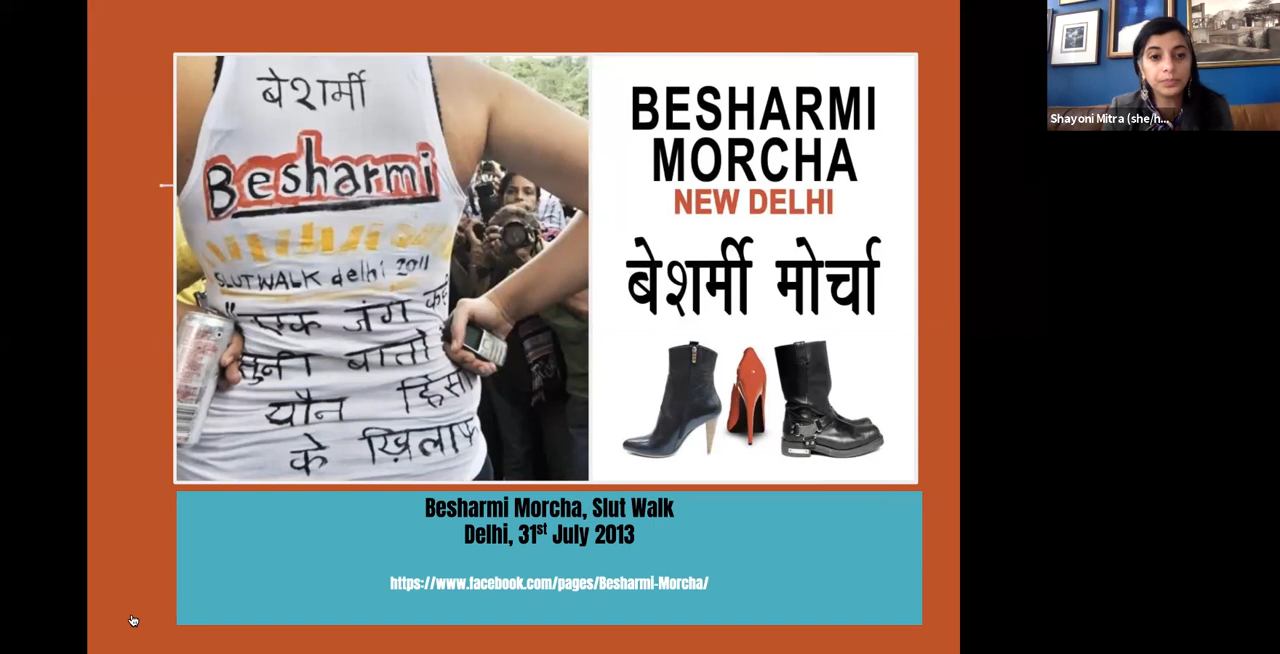 बेशर्मी
Besharmi
SLUTWALK delhi 2011
"एक जंग कई
सुनी बातों
यौन हिंसा
के ख़िलाफ
BESHARMI
MORCHA
NEW DELHI
बेशर्मी मोर्चा
Besharmi Morcha, Slut Walk
Delhi, 31st July 2013
https://www.facebook.com/pages/Besharmi-Morcha/
Shayoni Mitra (she/h...